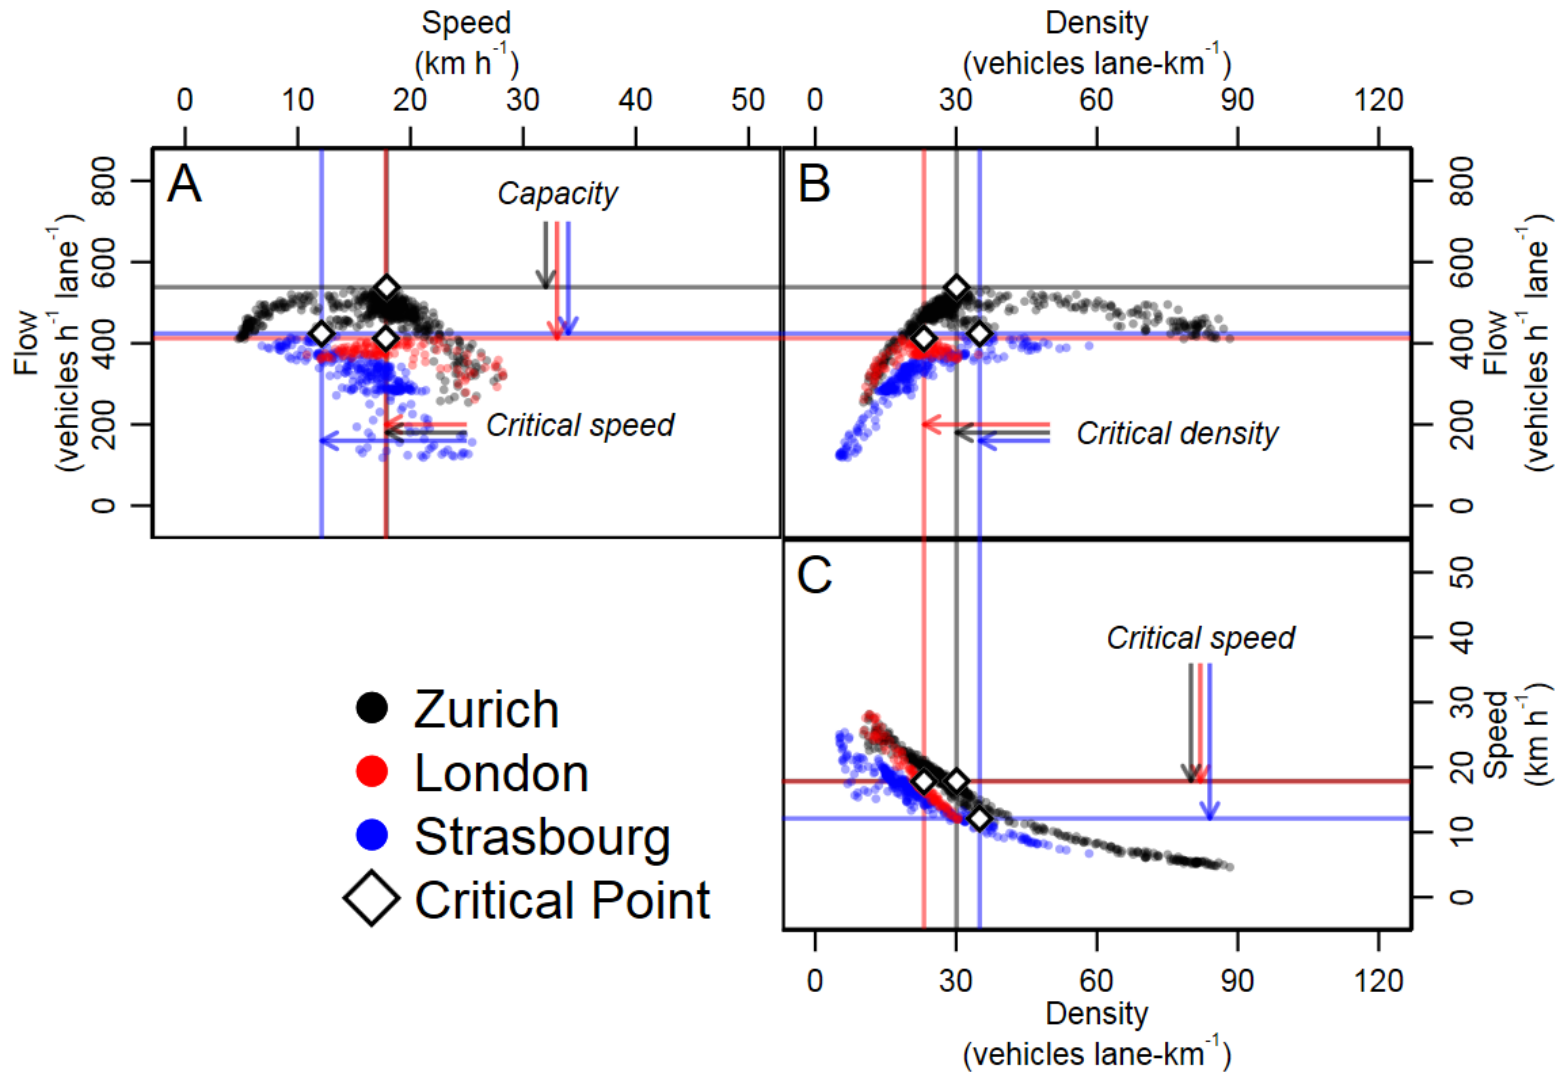 Speed
(km h⁻¹)
Density
(vehicles lane-km⁻¹)
0 10 20 30 40 50
0 30 60 90 120
A
Capacity
B
Flow
(vehicles h⁻¹ lane⁻¹)
0 200 400 600 800
Critical speed
Critical density
0 200 400 600 800
Flow
(vehicles h⁻¹ lane⁻¹)
C
Critical speed
0 10 20 30 40 50
Speed
(km h⁻¹)
Zurich
London
Strasbourg
Critical Point
0 30 60 90 120
Density
(vehicles lane-km⁻¹)